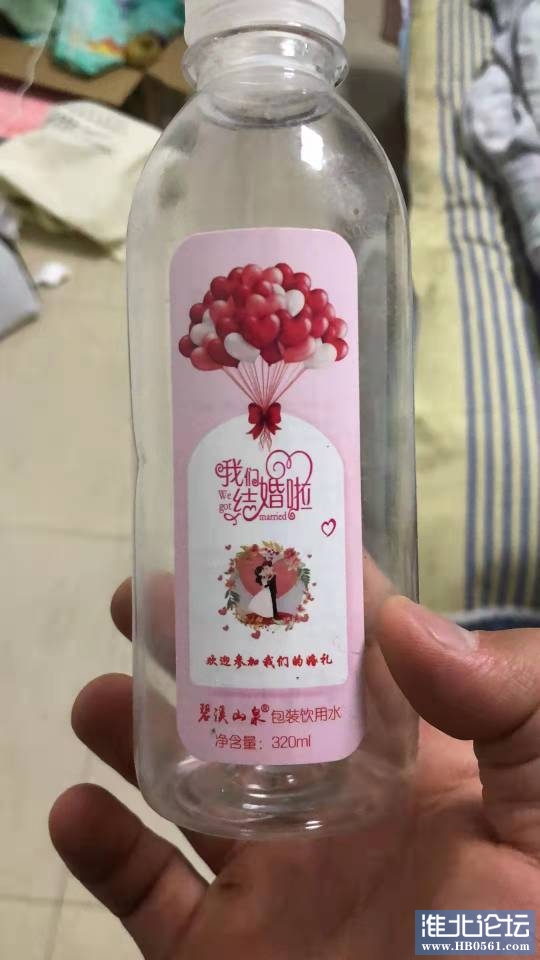 我们
We got
结婚啦
married
欢迎参加我们的婚礼
碧溪山泉®包装饮用水
净含量：320ml
淮北论坛
www.HB0561.com